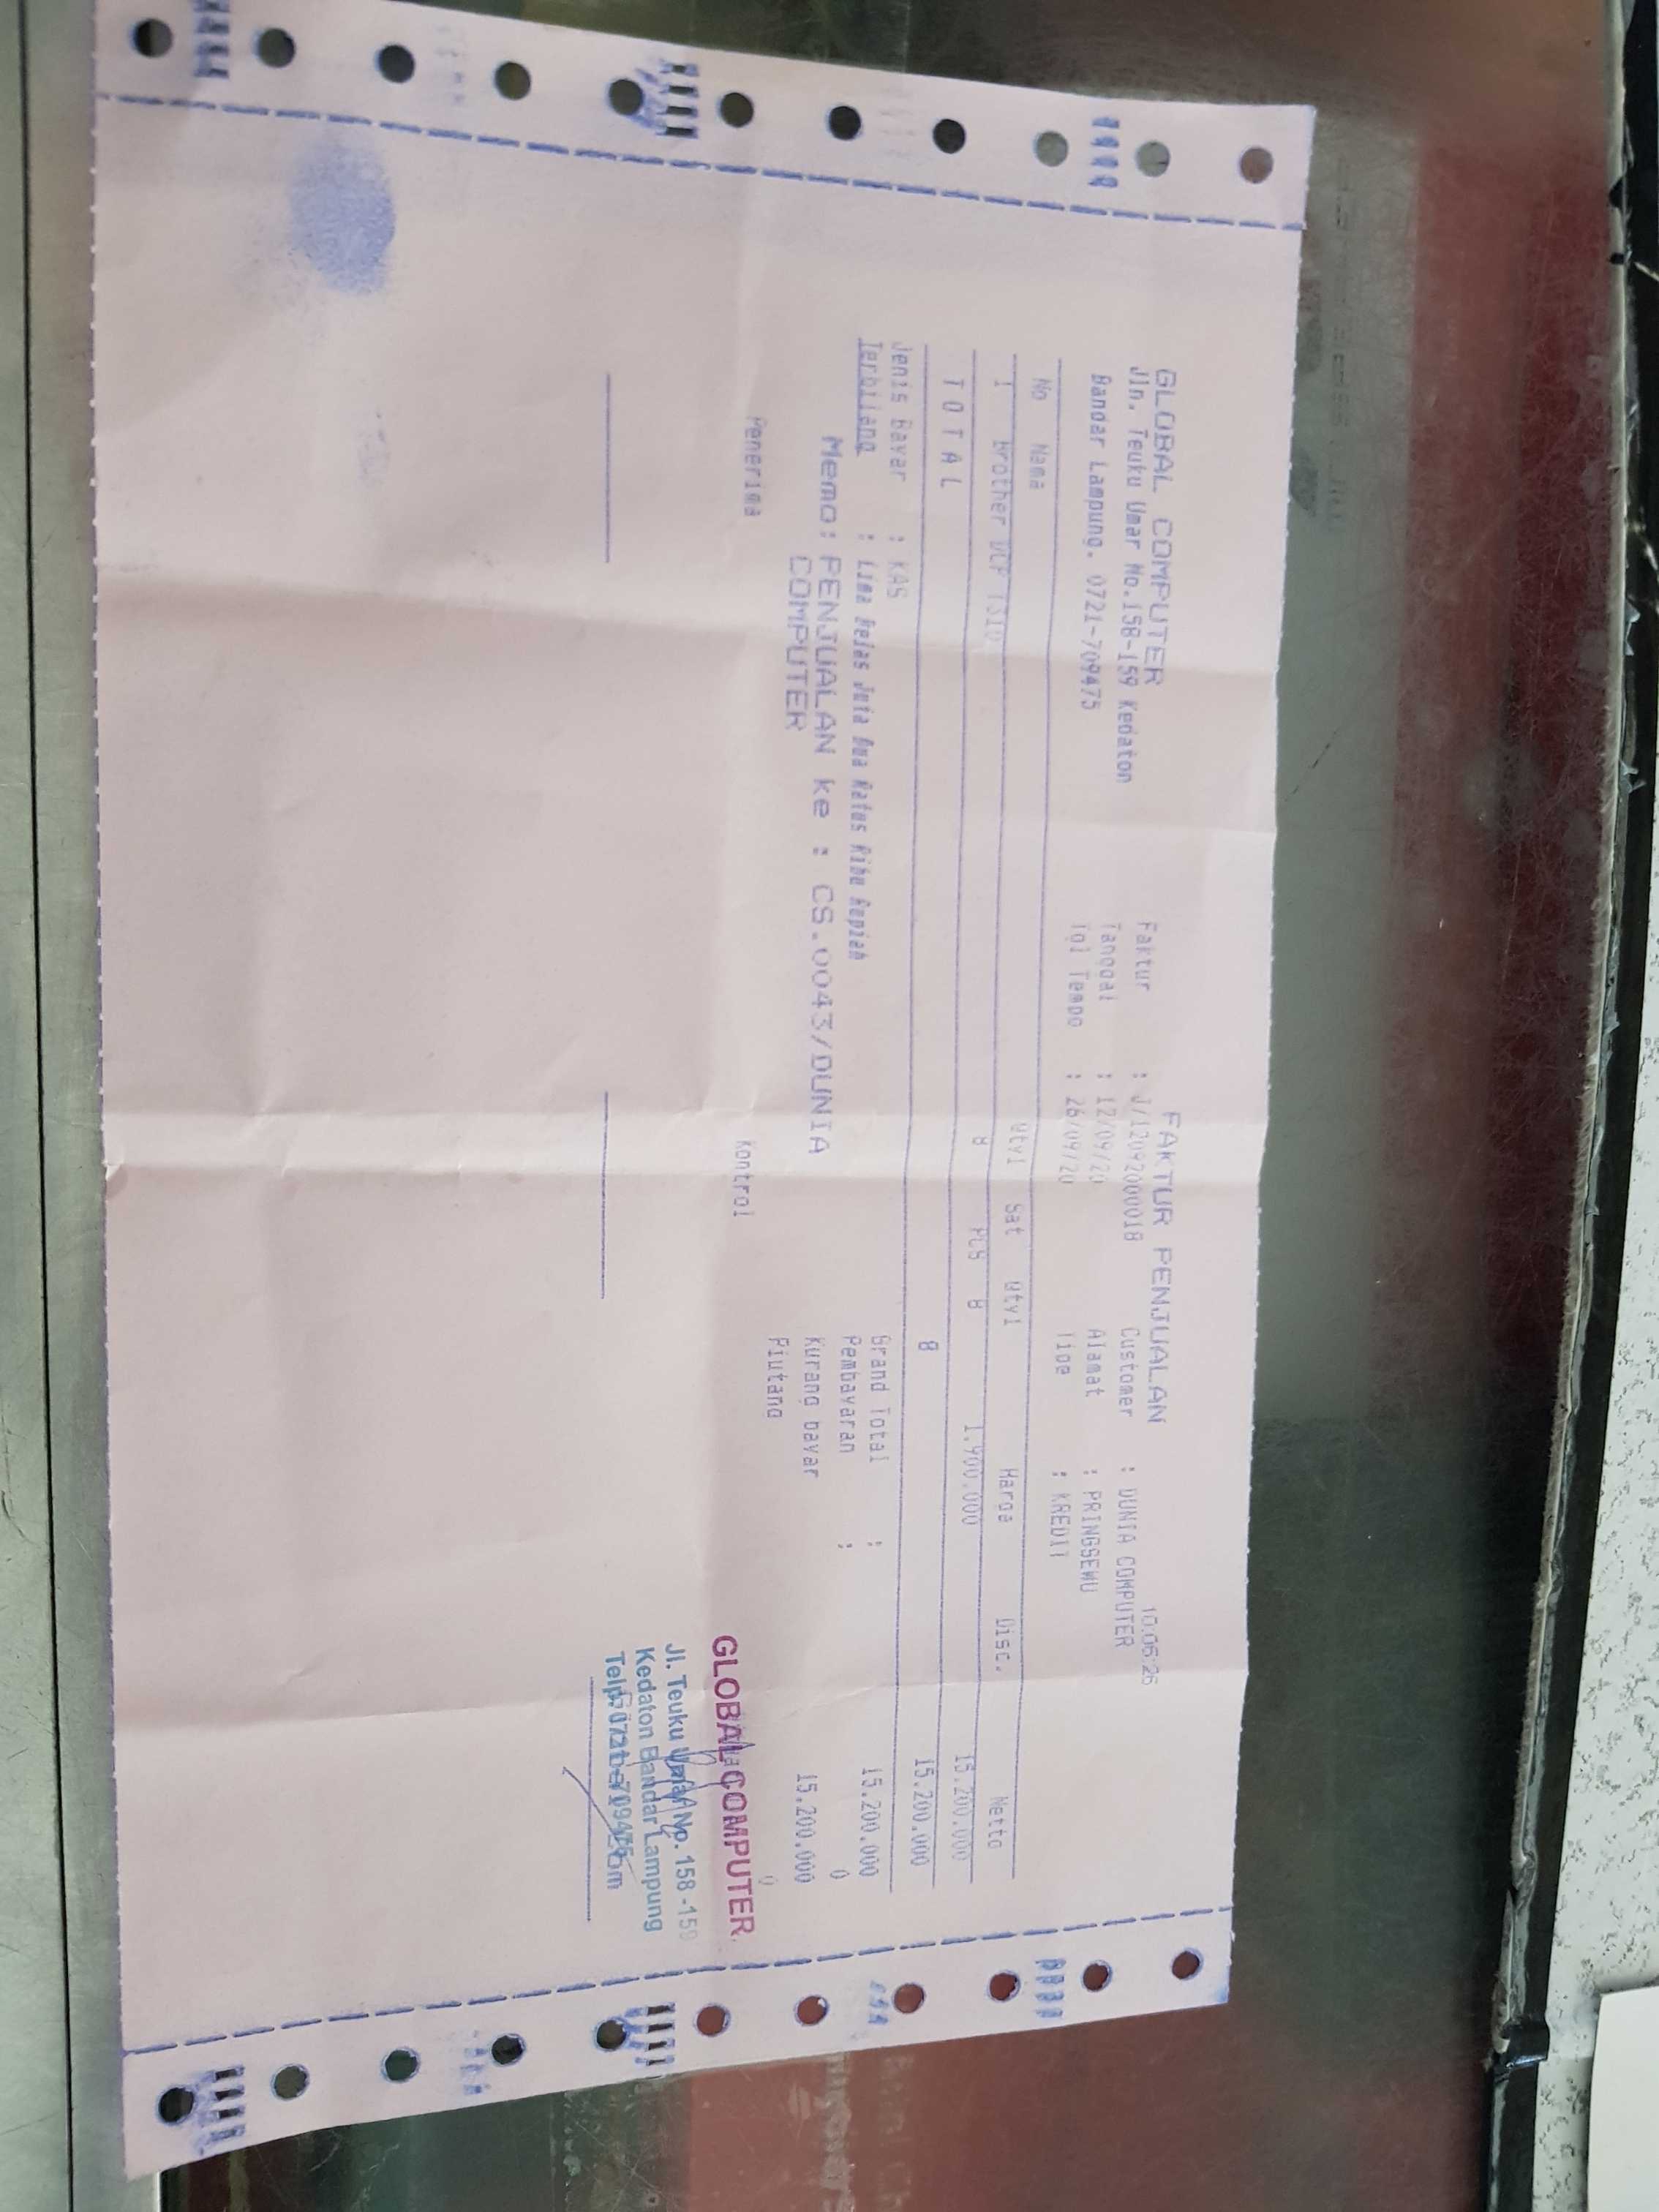 GLOBAL COMPUTER
Jln. Teuku Umar No.158-159 Kedaton
Bandar Lampung. 0721-709475
FAKTUR PENJUALAN 10:06:26
Faktur : J/1209200018
Tanggal : 12/09/20
Tgl Tempo : 26/09/20
Customer : DUNIA COMPUTER
Alamat : PRINGSEWU
Tipe : KREDIT
No Nama Qty1 Sat Qty1 Harga Disc. Netto
1 Brother DCP T310 8 PCS 8 1.900.000 15.200.000
T O T A L 8 15.200.000
Jenis Bayar : KAS
Terbilang : Lima Belas Juta Dua Ratus Ribu Rupiah
Memo: PENJUALAN ke : CS.0043/DUNIA
COMPUTER
Grand Total : 15.200.000
Pembayaran : 0
Kurang bayar 15.200.000
Piutang 0
Penerima
Kontrol
GLOBAL COMPUTER
Jl. Teuku Umar No. 158 -159
Kedaton Bandar Lampung
Telp. 0721-709475